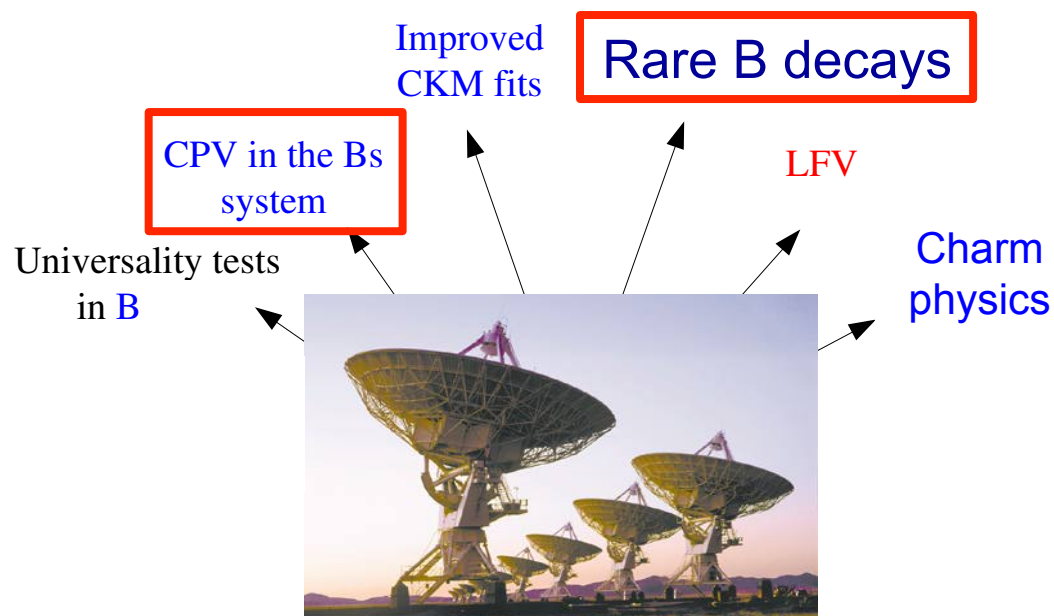 Improved
CKM fits
Rare B decays
CPV in the Bs
system
LFV
Universality tests
in B
Charm
physics